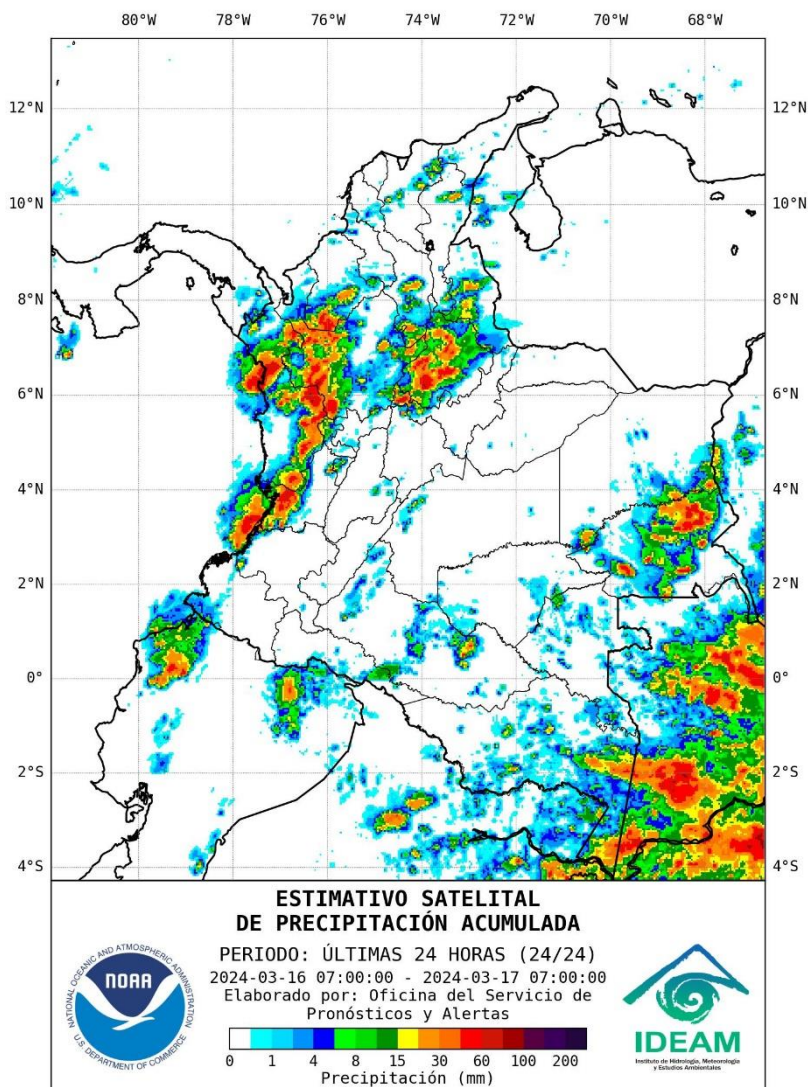 80°W 78°W 76°W 74°W 72°W 70°W 68°W
12°N 12°N
10°N 10°N
8°N 8°N
6°N 6°N
4°N 4°N
2°N 2°N
0° 0°
2°S 2°S
4°S 4°S
ESTIMATIVO SATELITAL
DE PRECIPITACIÓN ACUMULADA
PERIODO: ÚLTIMAS 24 HORAS (24/24)
2024-03-16 07:00:00 - 2024-03-17 07:00:00
Elaborado por: Oficina del Servicio de
Pronósticos y Alertas
0 1 4 8 15 30 60 100 200
Precipitación (mm)
NATIONAL OCEANIC AND ATMOSPHERIC ADMINISTRATION
NOAA
U.S. DEPARTMENT OF COMMERCE
IDEAM
Instituto de Hidrología, Meteorología
y Estudios Ambientales